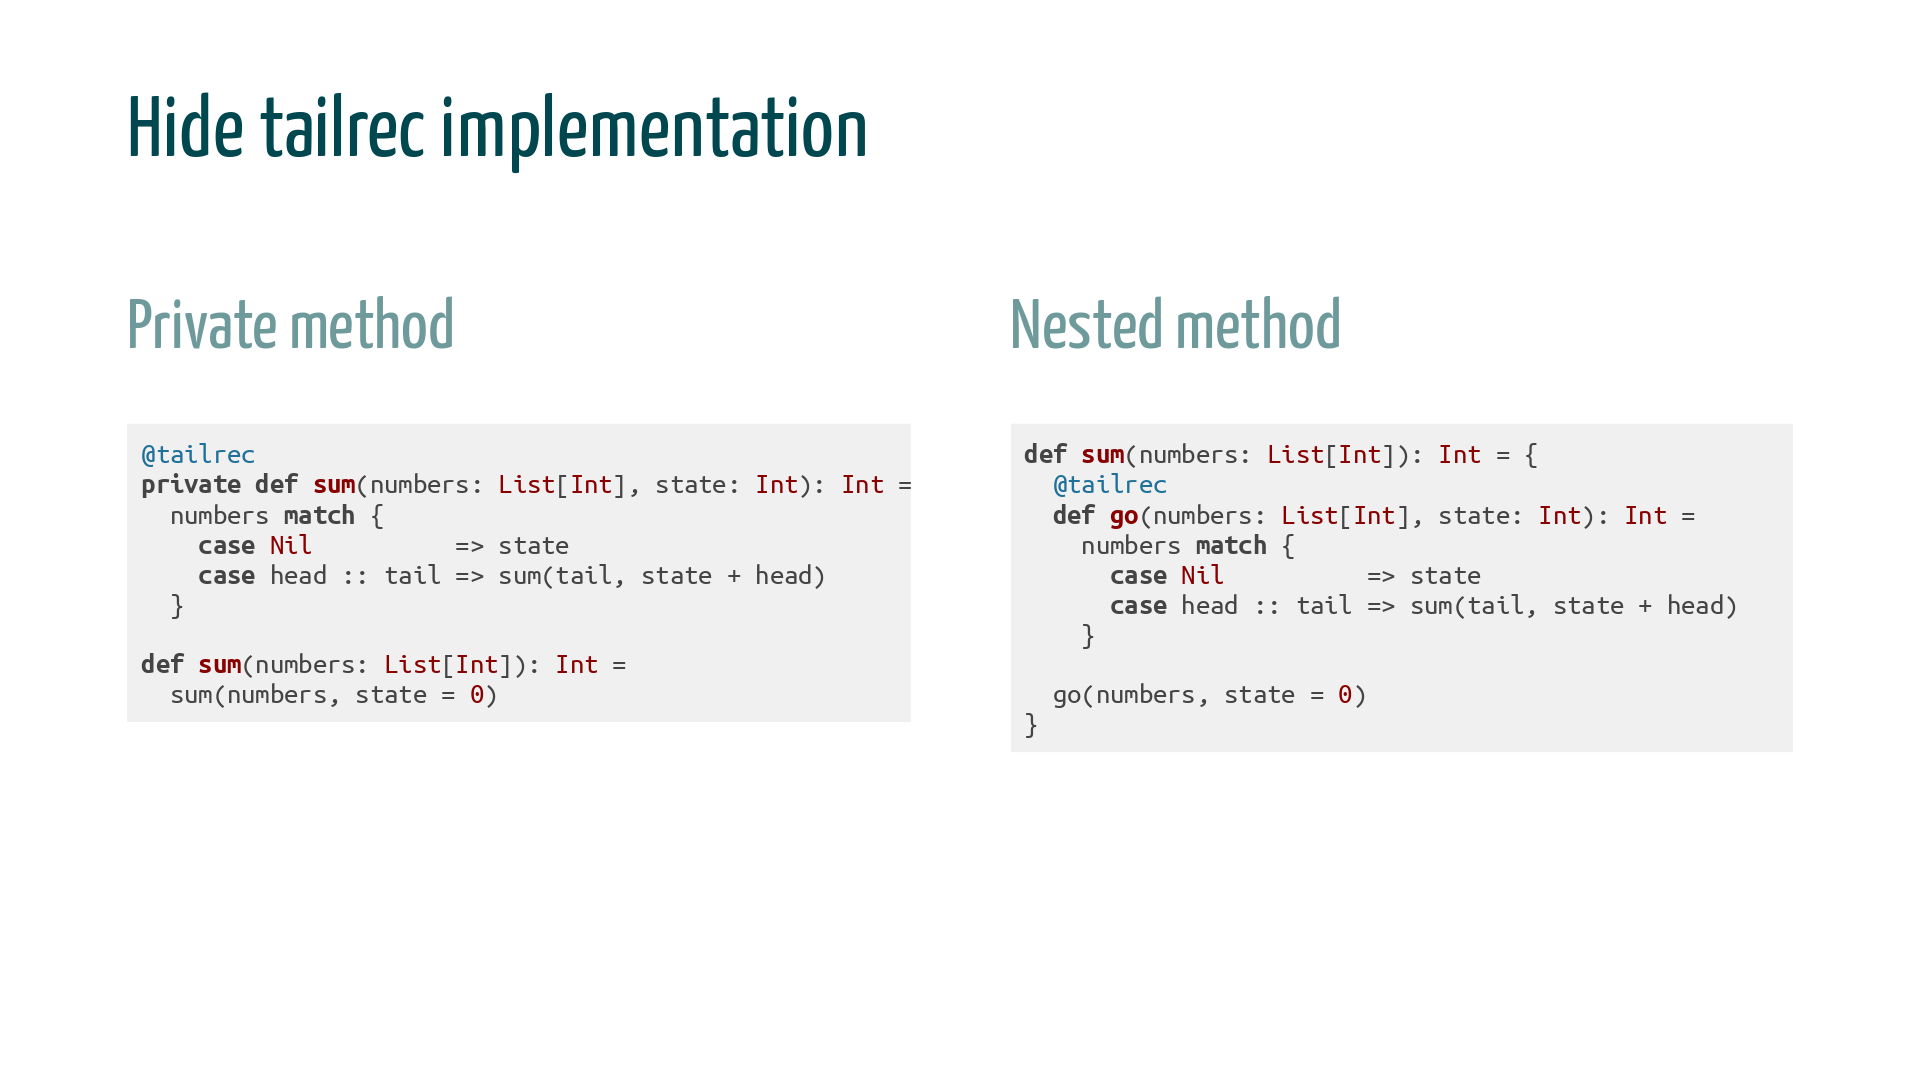 Hide tailrec implementation
Private method
@tailrec
private def sum(numbers: List[Int], state: Int): Int =
  numbers match {
    case Nil          => state
    case head :: tail => sum(tail, state + head)
  }

def sum(numbers: List[Int]): Int =
  sum(numbers, state = 0)
Nested method
def sum(numbers: List[Int]): Int = {
  @tailrec
  def go(numbers: List[Int], state: Int): Int =
    numbers match {
      case Nil          => state
      case head :: tail => sum(tail, state + head)
    }

  go(numbers, state = 0)
}